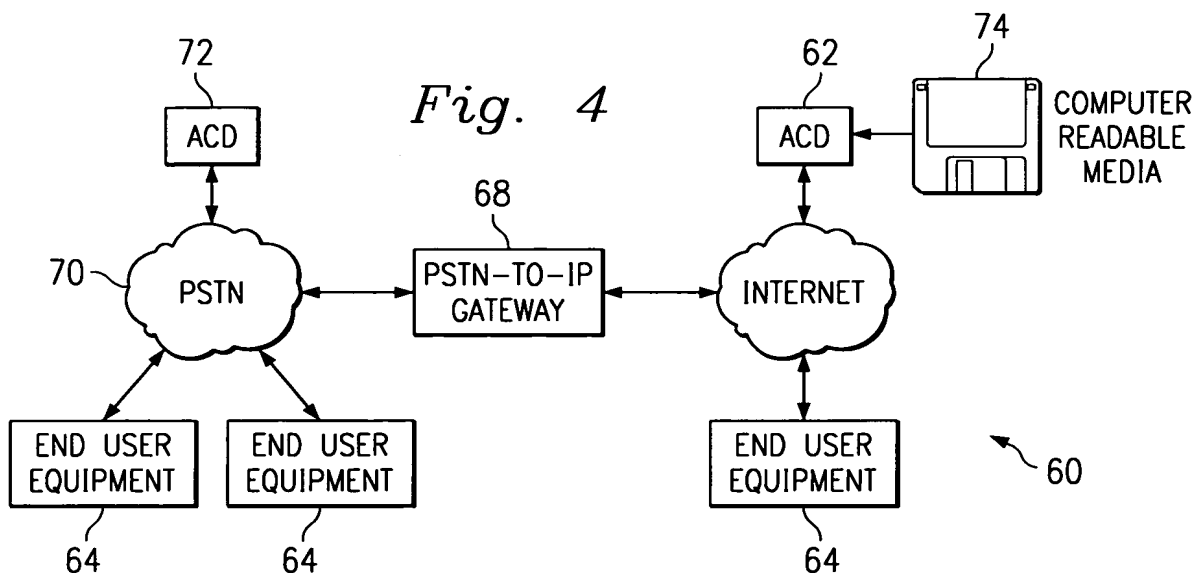 72
62
74
Fig. 4
ACD
ACD
COMPUTER
READABLE
MEDIA
68
70
PSTN
PSTN-TO-IP
GATEWAY
INTERNET
END USER
EQUIPMENT
END USER
EQUIPMENT
END USER
EQUIPMENT
60
64
64
64